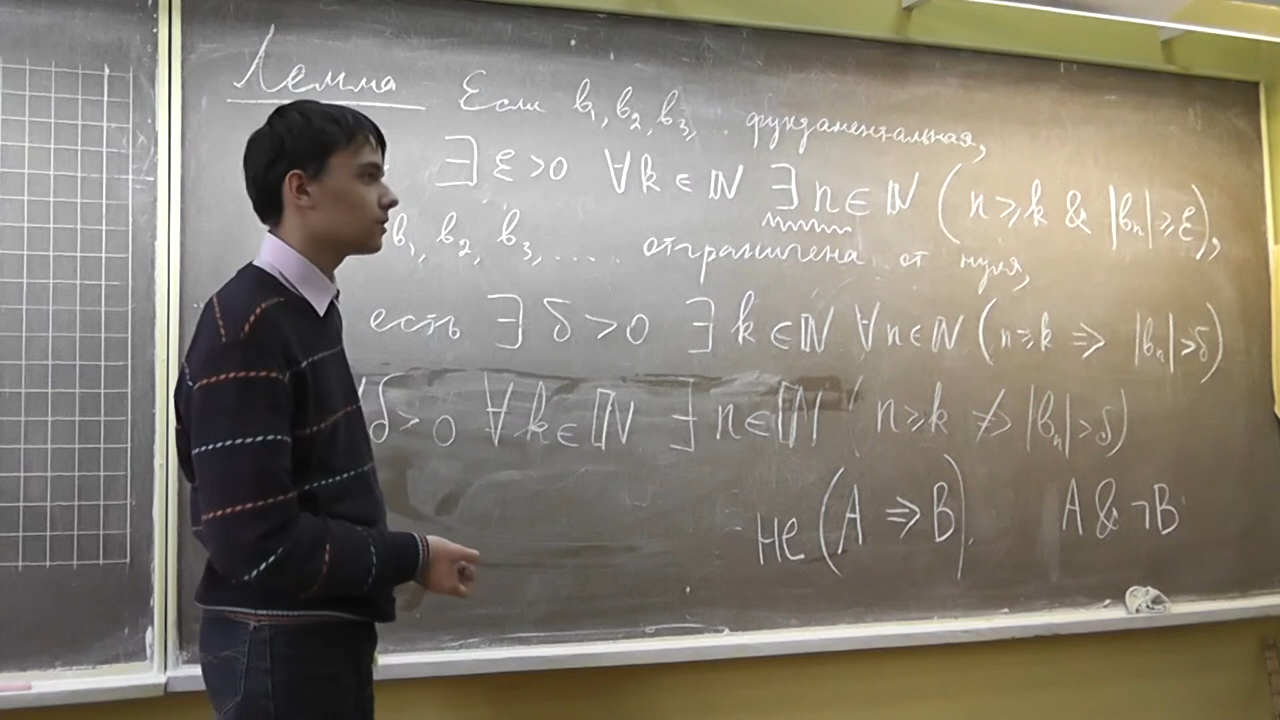 Лемма Если b₁, b₂, b₃, ... фундаментальная,
∃ ε>0 ∀k∈ℕ ∃n∈ℕ (n⩾k & |bₙ|⩾ε),
b₁, b₂, b₃, .... отграничена от нуля,
есть ∃ δ>0 ∃k∈ℕ ∀n∈ℕ (n⩾k ⇒ |bₙ|>δ)
δ>0 ∀k∈ℕ ∃n∈ℕ (n⩾k ⇏ |bₙ|>δ)
не (A ⇒ B). A & ¬B